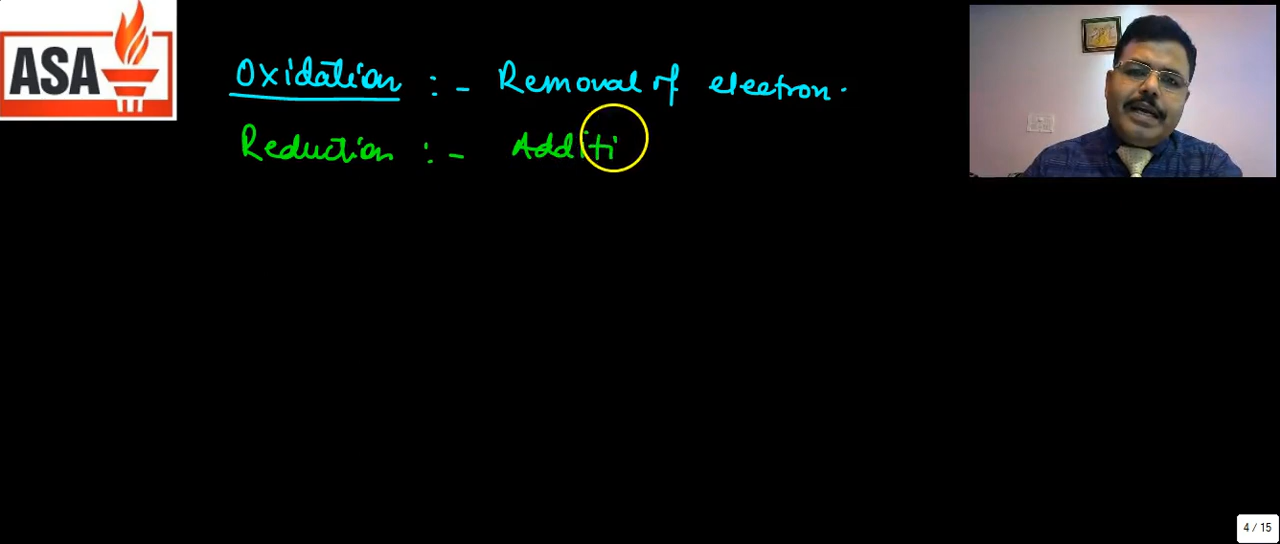 ASA
Oxidation :- Removal of electron.
Reduction :- Additi
4 / 15